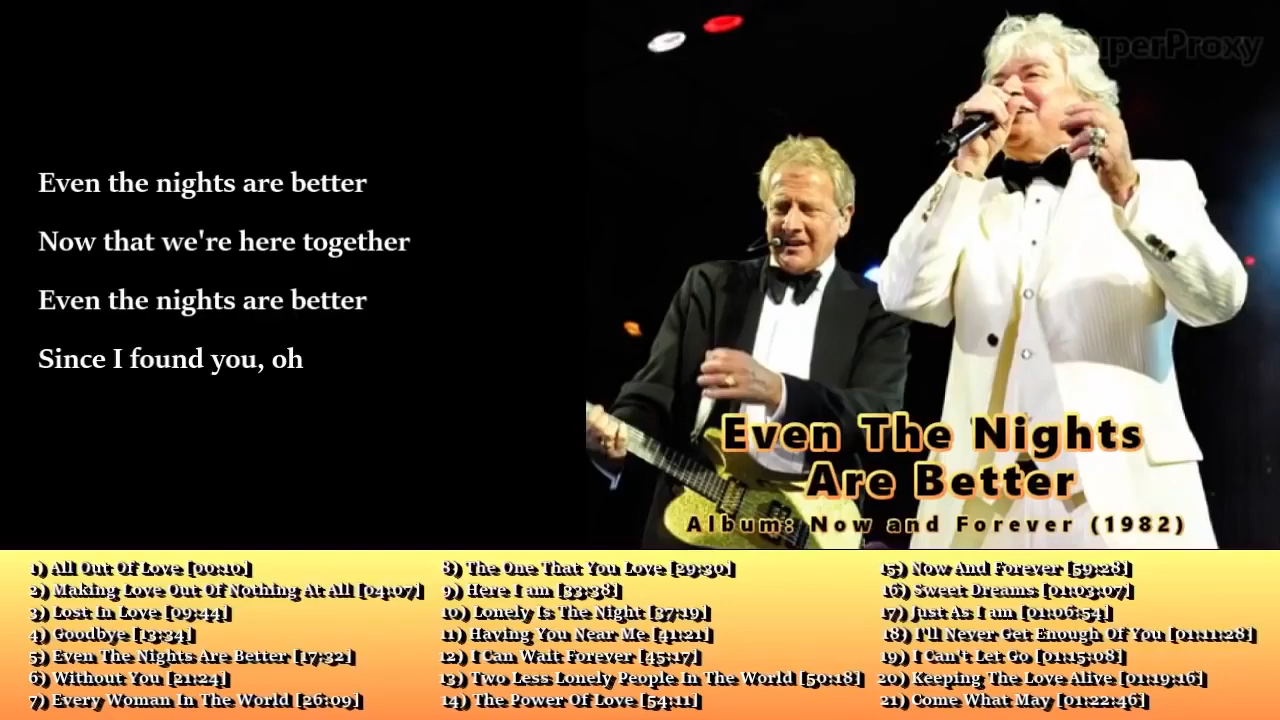 SuperProxy
Even the nights are better
Now that we're here together
Even the nights are better
Since I found you, oh
Even The Nights
Are Better
Album: Now and Forever (1982)
1) All Out Of Love [00:10]
2) Making Love Out Of Nothing At All [04:07]
3) Lost In Love [09:44]
4) Goodbye [13:34]
5) Even The Nights Are Better [17:32]
6) Without You [21:24]
7) Every Woman In The World [26:09]
8) The One That You Love [29:30]
9) Here I am [33:38]
10) Lonely Is The Night [37:19]
11) Having You Near Me [41:21]
12) I Can Wait Forever [45:17]
13) Two Less Lonely People In The World [50:18]
14) The Power Of Love [54:11]
15) Now And Forever [59:28]
16) Sweet Dreams [01:03:07]
17) Just As I am [01:06:54]
18) I'll Never Get Enough Of You [01:11:28]
19) I Can't Let Go [01:15:08]
20) Keeping The Love Alive [01:19:16]
21) Come What May [01:22:46]